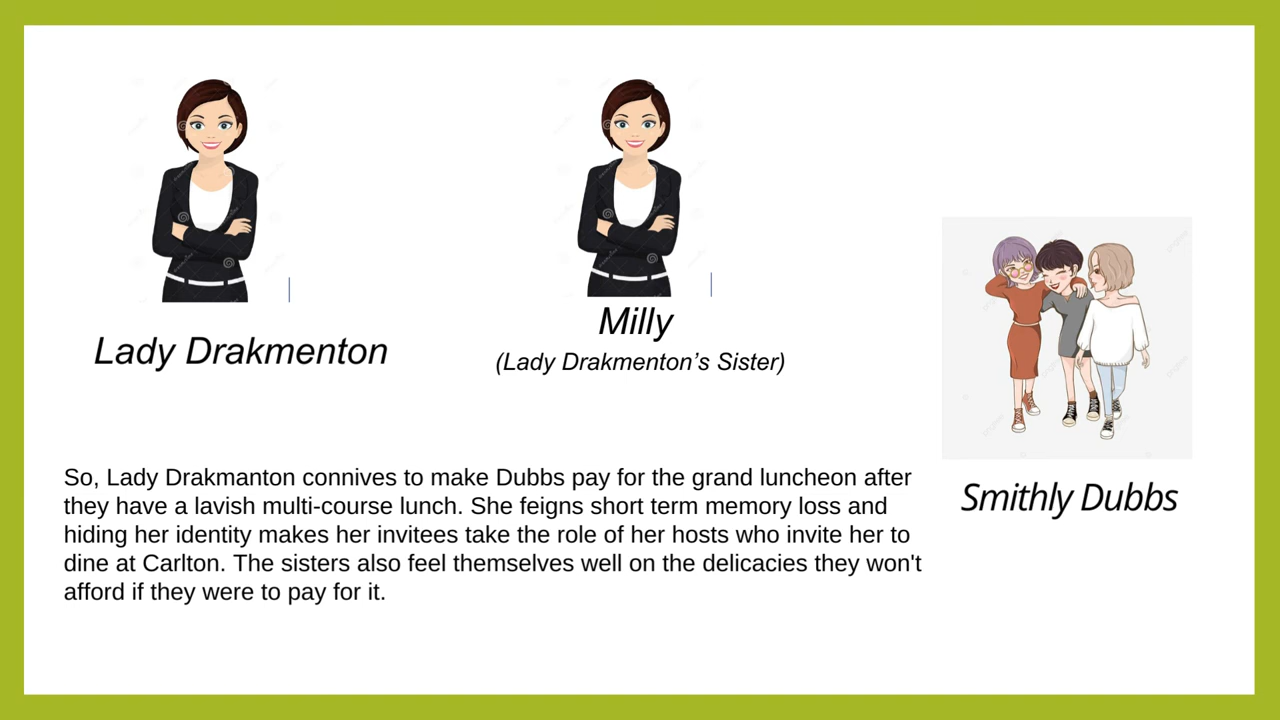 Lady Drakmenton
Milly
(Lady Drakmenton’s Sister)
Smithly Dubbs
So, Lady Drakmanton connives to make Dubbs pay for the grand luncheon after
they have a lavish multi-course lunch. She feigns short term memory loss and
hiding her identity makes her invitees take the role of her hosts who invite her to
dine at Carlton. The sisters also feel themselves well on the delicacies they won't
afford if they were to pay for it.